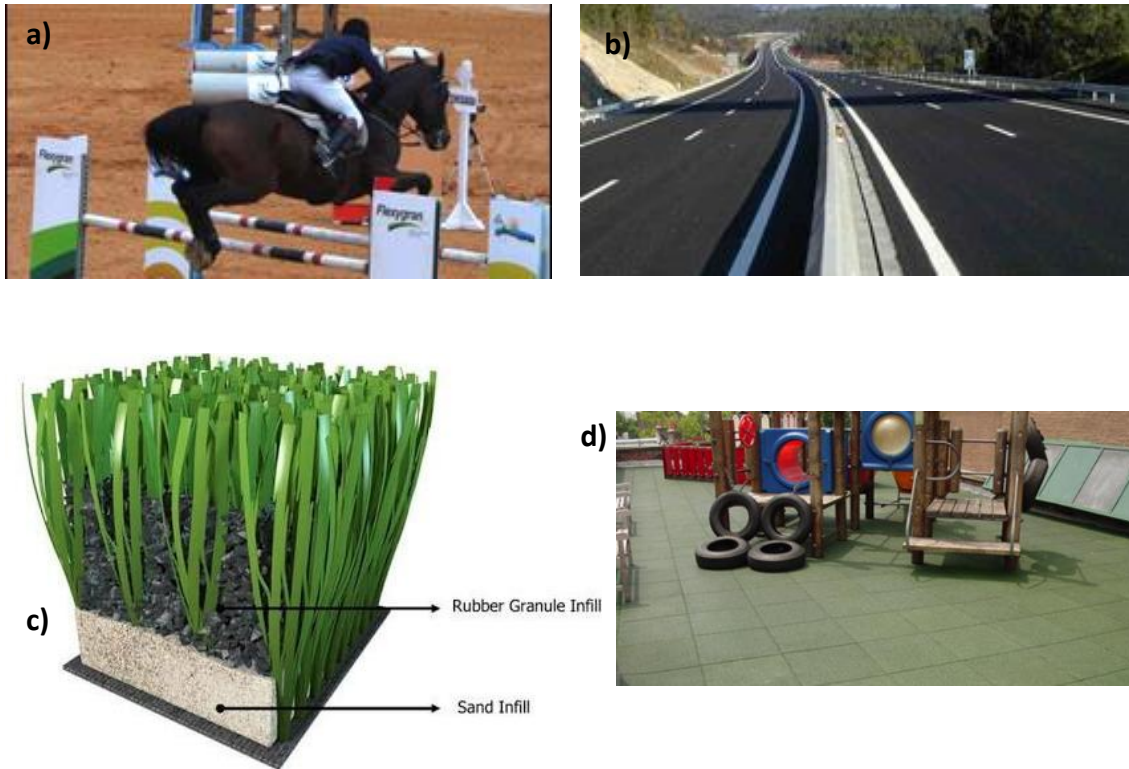 a)
Flexygran
Flexygran
b)
c)
Rubber Granule Infill
Sand Infill
d)